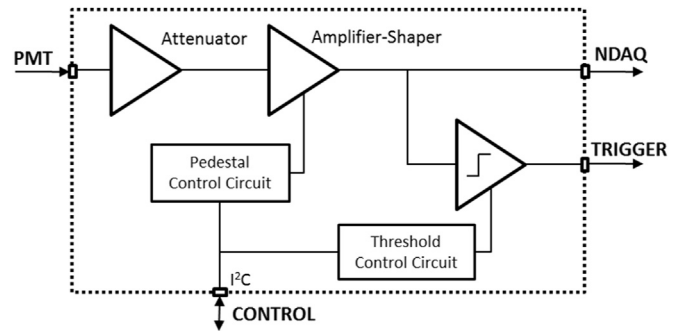 Attenuator
Amplifier-Shaper
PMT
NDAQ
TRIGGER
Pedestal
Control Circuit
Threshold
Control Circuit
I²C
CONTROL